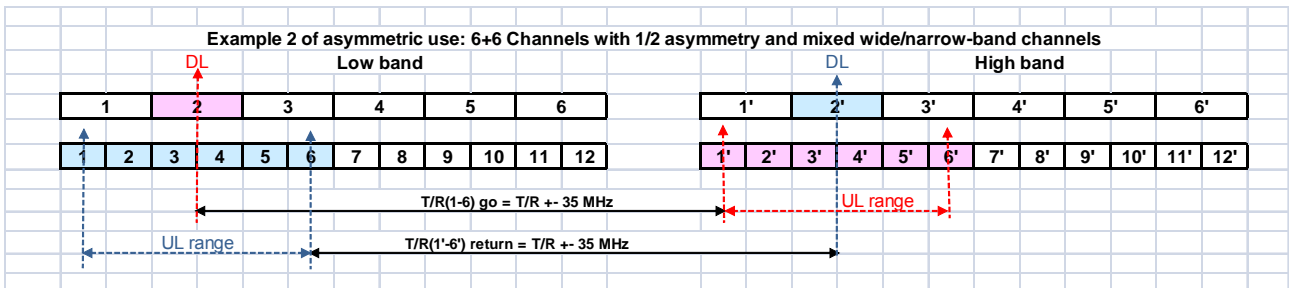 Example 2 of asymmetric use: 6+6 Channels with 1/2 asymmetry and mixed wide/narrow-band channels
DL Low band DL High band
1 2 3 4 5 6 1' 2' 3' 4' 5' 6'
1 2 3 4 5 6 7 8 9 10 11 12 1' 2' 3' 4' 5' 6' 7' 8' 9' 10' 11' 12'
T/R(1-6) go = T/R +- 35 MHz UL range
UL range T/R(1'-6') return = T/R +- 35 MHz